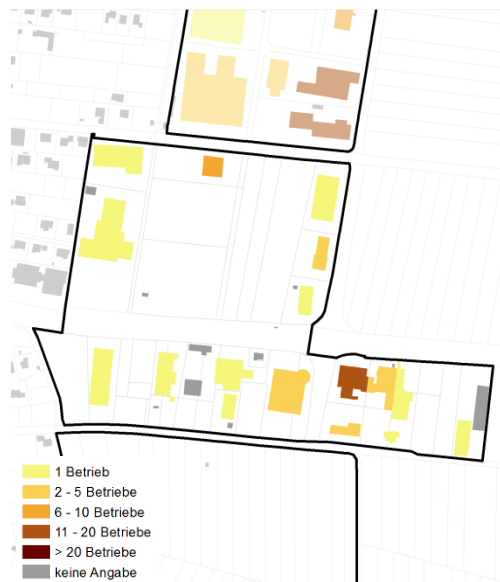 1 Betrieb
2 - 5 Betriebe
6 - 10 Betriebe
11 - 20 Betriebe
> 20 Betriebe
keine Angabe